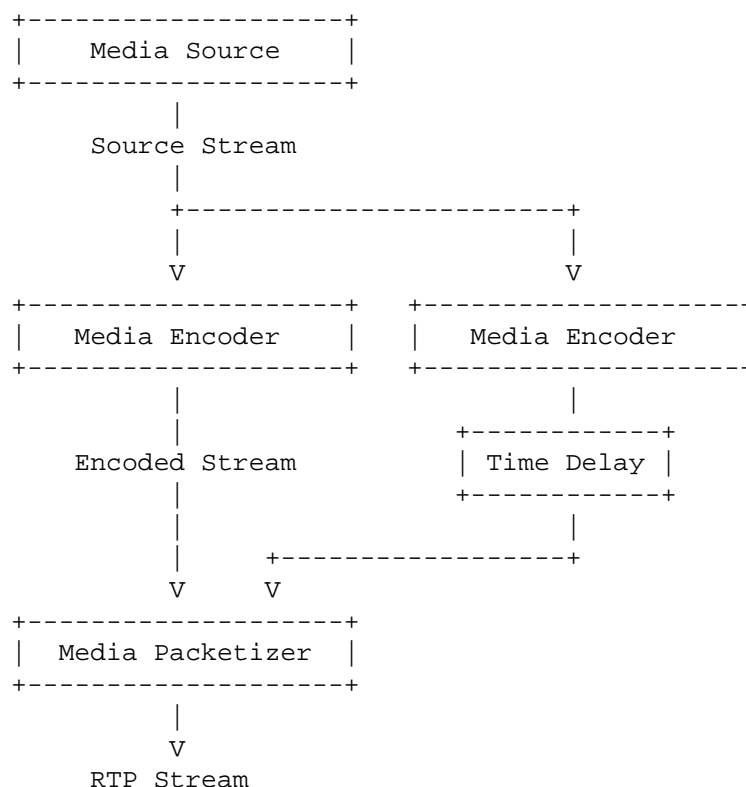 +--------------------+
|    Media Source    |
+--------------------+
          |
     Source Stream
          |
          +------------------------+
          |                        |
          V                        V
+--------------------+   +---------------------
|   Media Encoder    |   |   Media Encoder
+--------------------+   +---------------------
          |                        |
          |                 +------------+
    Encoded Stream          | Time Delay |
          |                 +------------+
          |                        |
          |     +------------------+
          V     V
+--------------------+
|  Media Packetizer  |
+--------------------+
          |
          V
     RTP Stream